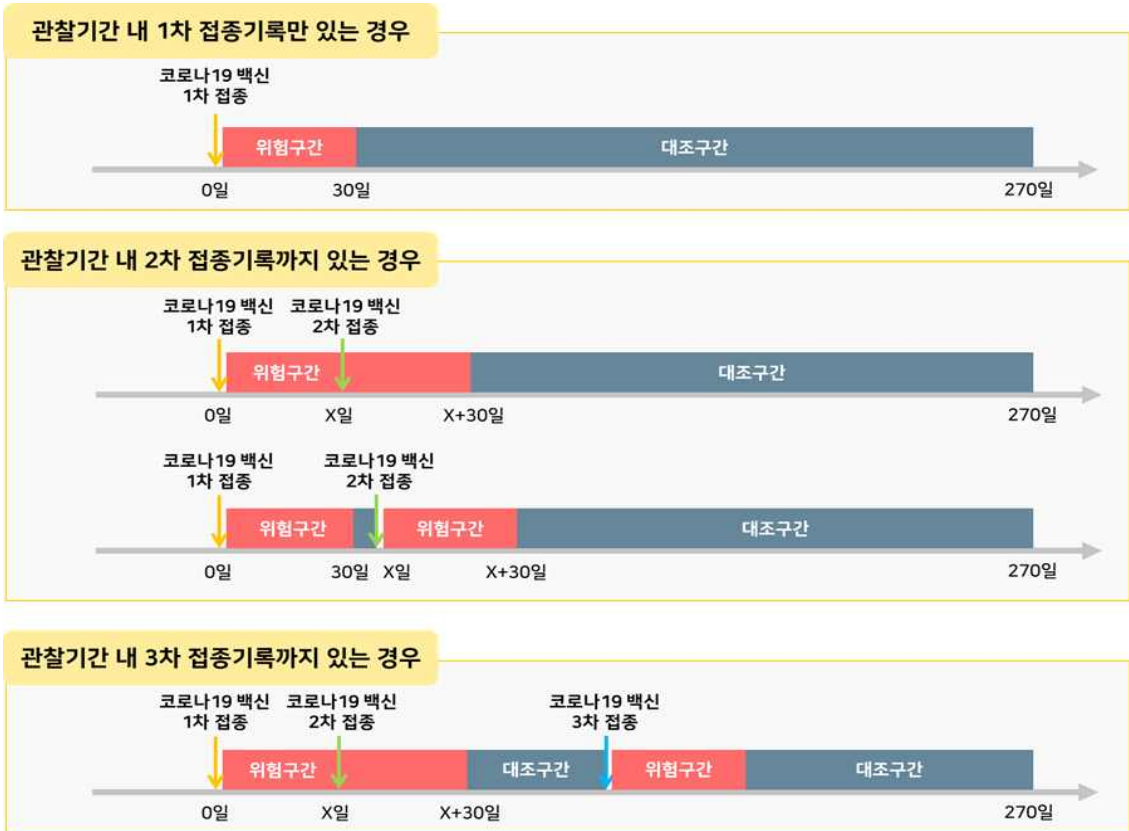 관찰기간 내 1차 접종기록만 있는 경우
코로나19 백신
1차 접종
위험구간 대조구간
0일 30일 270일
관찰기간 내 2차 접종기록까지 있는 경우
코로나19 백신 코로나19 백신
1차 접종 2차 접종
위험구간 대조구간
0일 X일 X+30일 270일
코로나19 백신 코로나19 백신
1차 접종 2차 접종
위험구간 위험구간 대조구간
0일 30일 X일 X+30일 270일
관찰기간 내 3차 접종기록까지 있는 경우
코로나19 백신 코로나19 백신 코로나19 백신
1차 접종 2차 접종 3차 접종
위험구간 대조구간 위험구간 대조구간
0일 X일 X+30일 270일